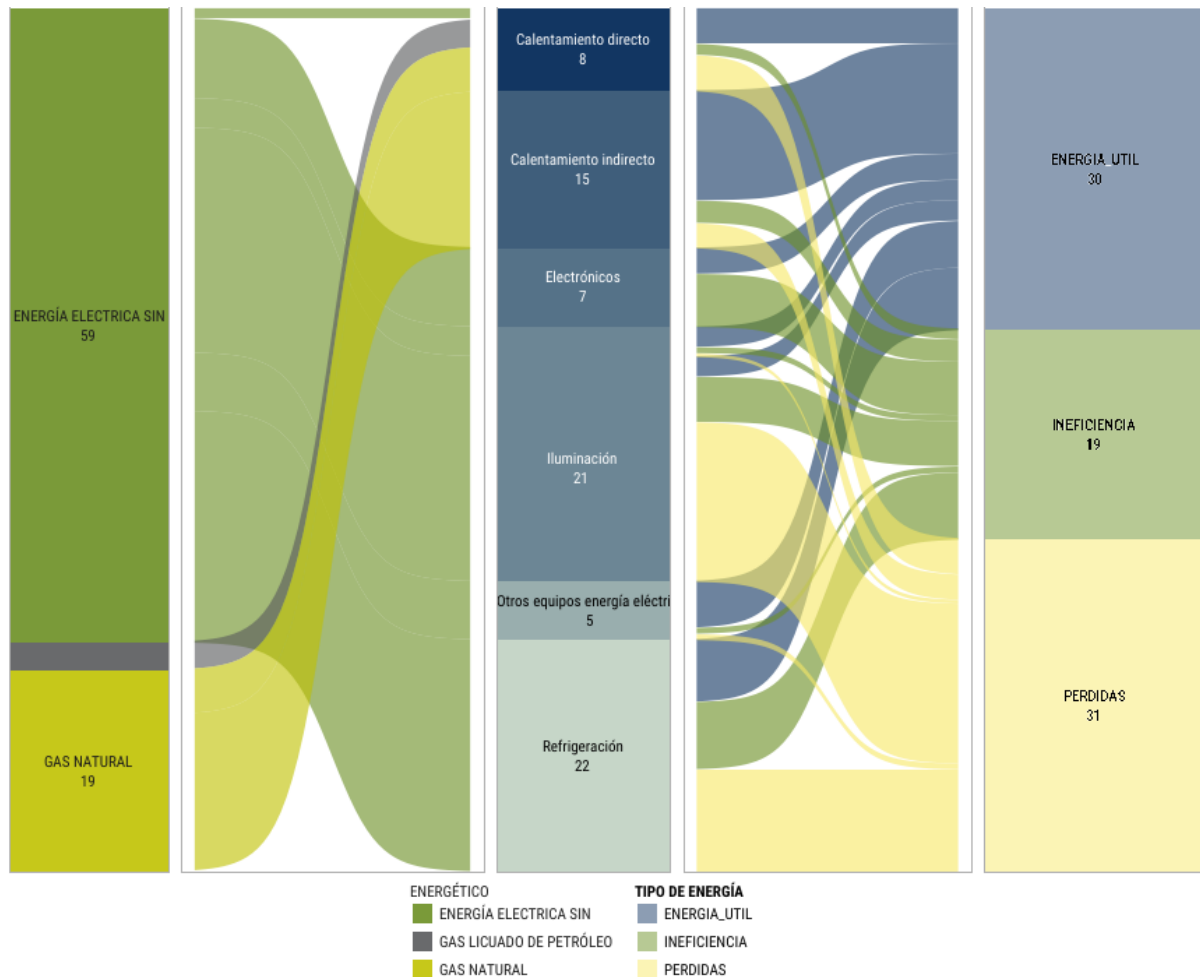 ENERGÍA ELECTRICA SIN
59
GAS NATURAL
19
Calentamiento directo
8
Calentamiento indirecto
15
Electrónicos
7
Iluminación
21
Otros equipos energía eléctri
5
Refrigeración
22
ENERGIA_UTIL
30
INEFICIENCIA
19
PERDIDAS
31
ENERGÉTICO
ENERGÍA ELECTRICA SIN
GAS LICUADO DE PETRÓLEO
GAS NATURAL
TIPO DE ENERGÍA
ENERGIA_UTIL
INEFICIENCIA
PERDIDAS